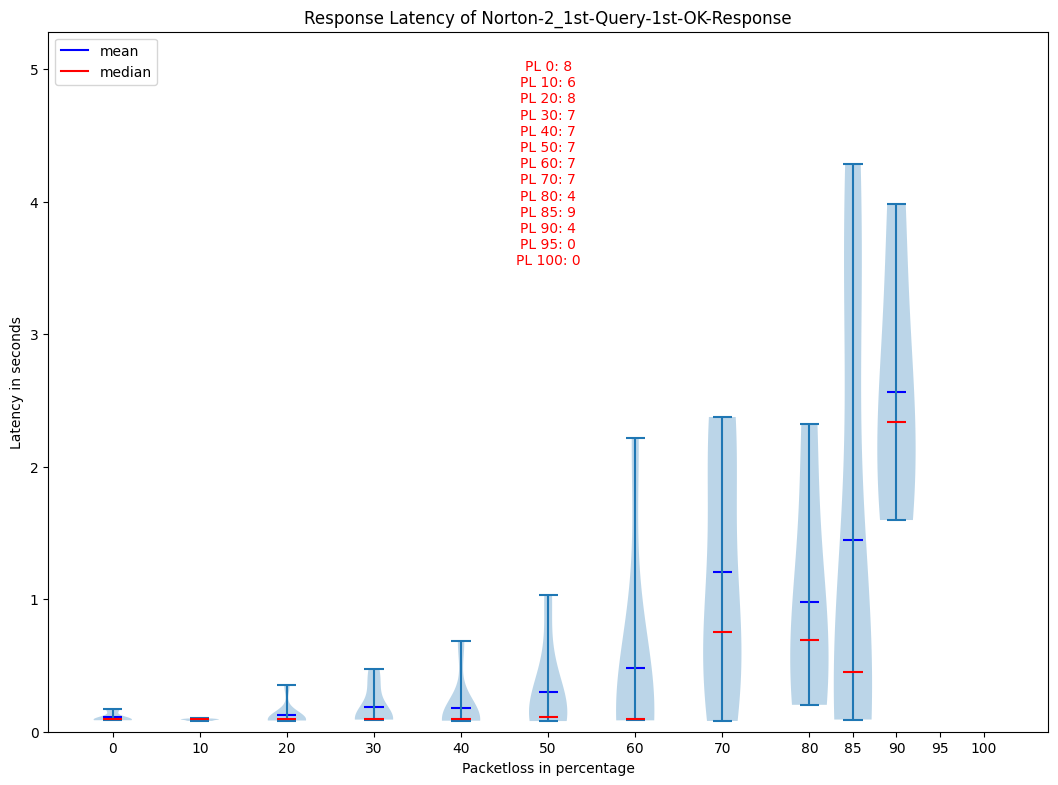 Response Latency of Norton-2_1st-Query-1st-OK-Response
mean
median
PL 0: 8
PL 10: 6
PL 20: 8
PL 30: 7
PL 40: 7
PL 50: 7
PL 60: 7
PL 70: 7
PL 80: 4
PL 85: 9
PL 90: 4
PL 95: 0
PL 100: 0
Latency in seconds
5
4
3
2
1
0
0 10 20 30 40 50 60 70 80 85 90 95 100
Packetloss in percentage